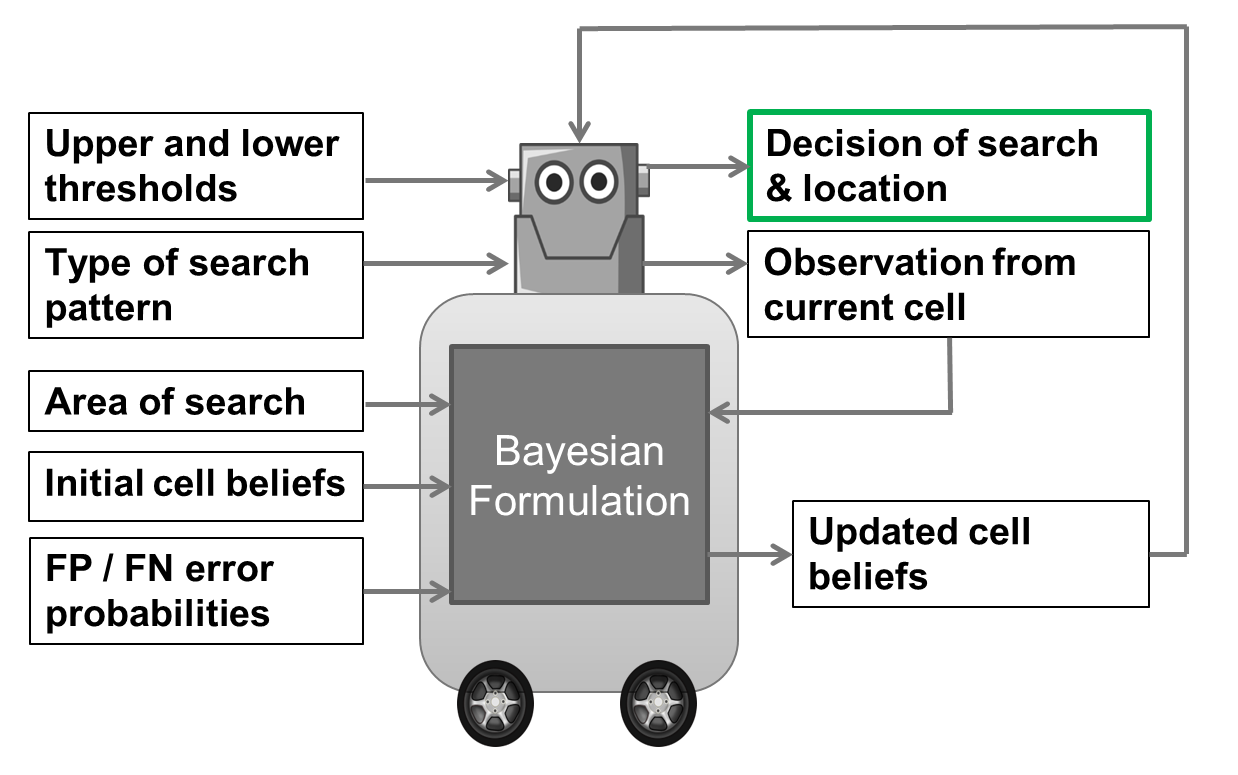 Upper and lower
thresholds
Type of search
pattern
Area of search
Initial cell beliefs
FP / FN error
probabilities
Bayesian
Formulation
Decision of search
& location
Observation from
current cell
Updated cell
beliefs